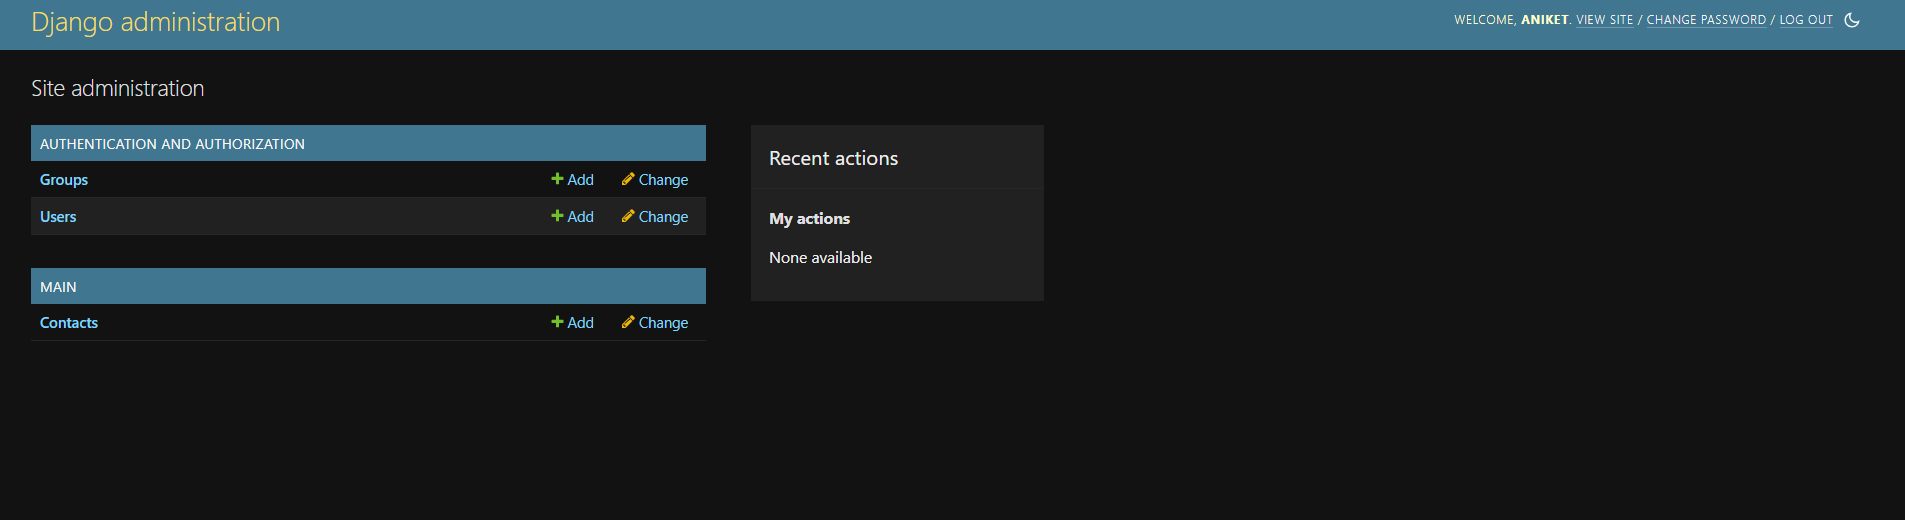 Django administration
WELCOME, ANIKET. VIEW SITE / CHANGE PASSWORD / LOG OUT
Site administration
AUTHENTICATION AND AUTHORIZATION
Groups Add Change
Users Add Change
MAIN
Contacts Add Change
Recent actions
My actions
None available